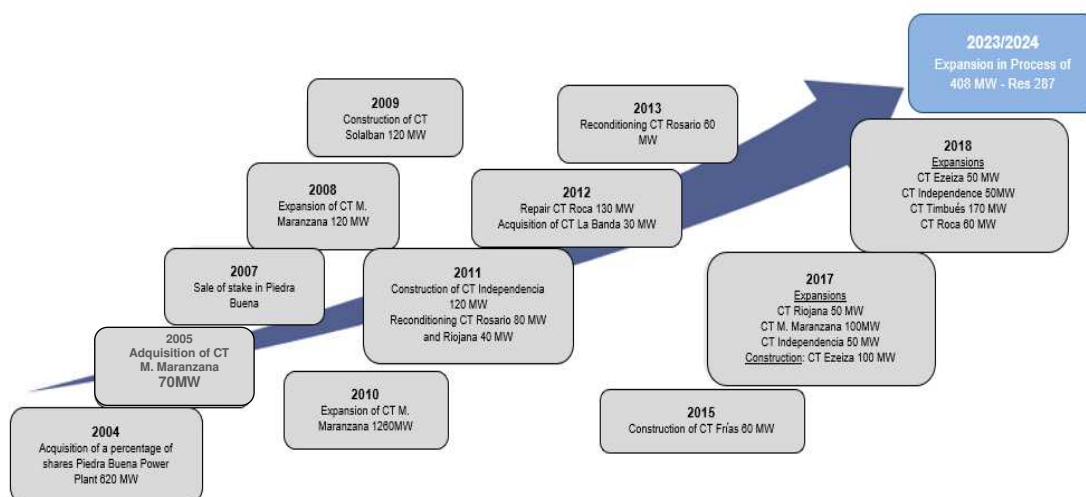 2023/2024
Expansion in Process of
408 MW - Res 287
2009
Construction of CT
Solalban 120 MW
2013
Reconditioning CT Rosario 60
MW
2018
Expansions
CT Ezeiza 50 MW
CT Independence 50MW
CT Timbués 170 MW
CT Roca 60 MW
2008
Expansion of CT M.
Maranzana 120 MW
2012
Repair CT Roca 130 MW
Acquisition of CT La Banda 30 MW
2007
Sale of stake in Piedra
Buena
2011
Construction of CT Independencia
120 MW
Reconditioning CT Rosario 80 MW
and Riojana 40 MW
2017
Expansions
CT Riojana 50 MW
CT M. Maranzana 100MW
CT Independencia 50 MW
Construction: CT Ezeiza 100 MW
2005
Adquisition of CT
M. Maranzana
70MW
2010
Expansion of CT M.
Maranzana 1260MW
2015
Construction of CT Frías 60 MW
2004
Acquisition of a percentage of
shares Piedra Buena Power
Plant 620 MW